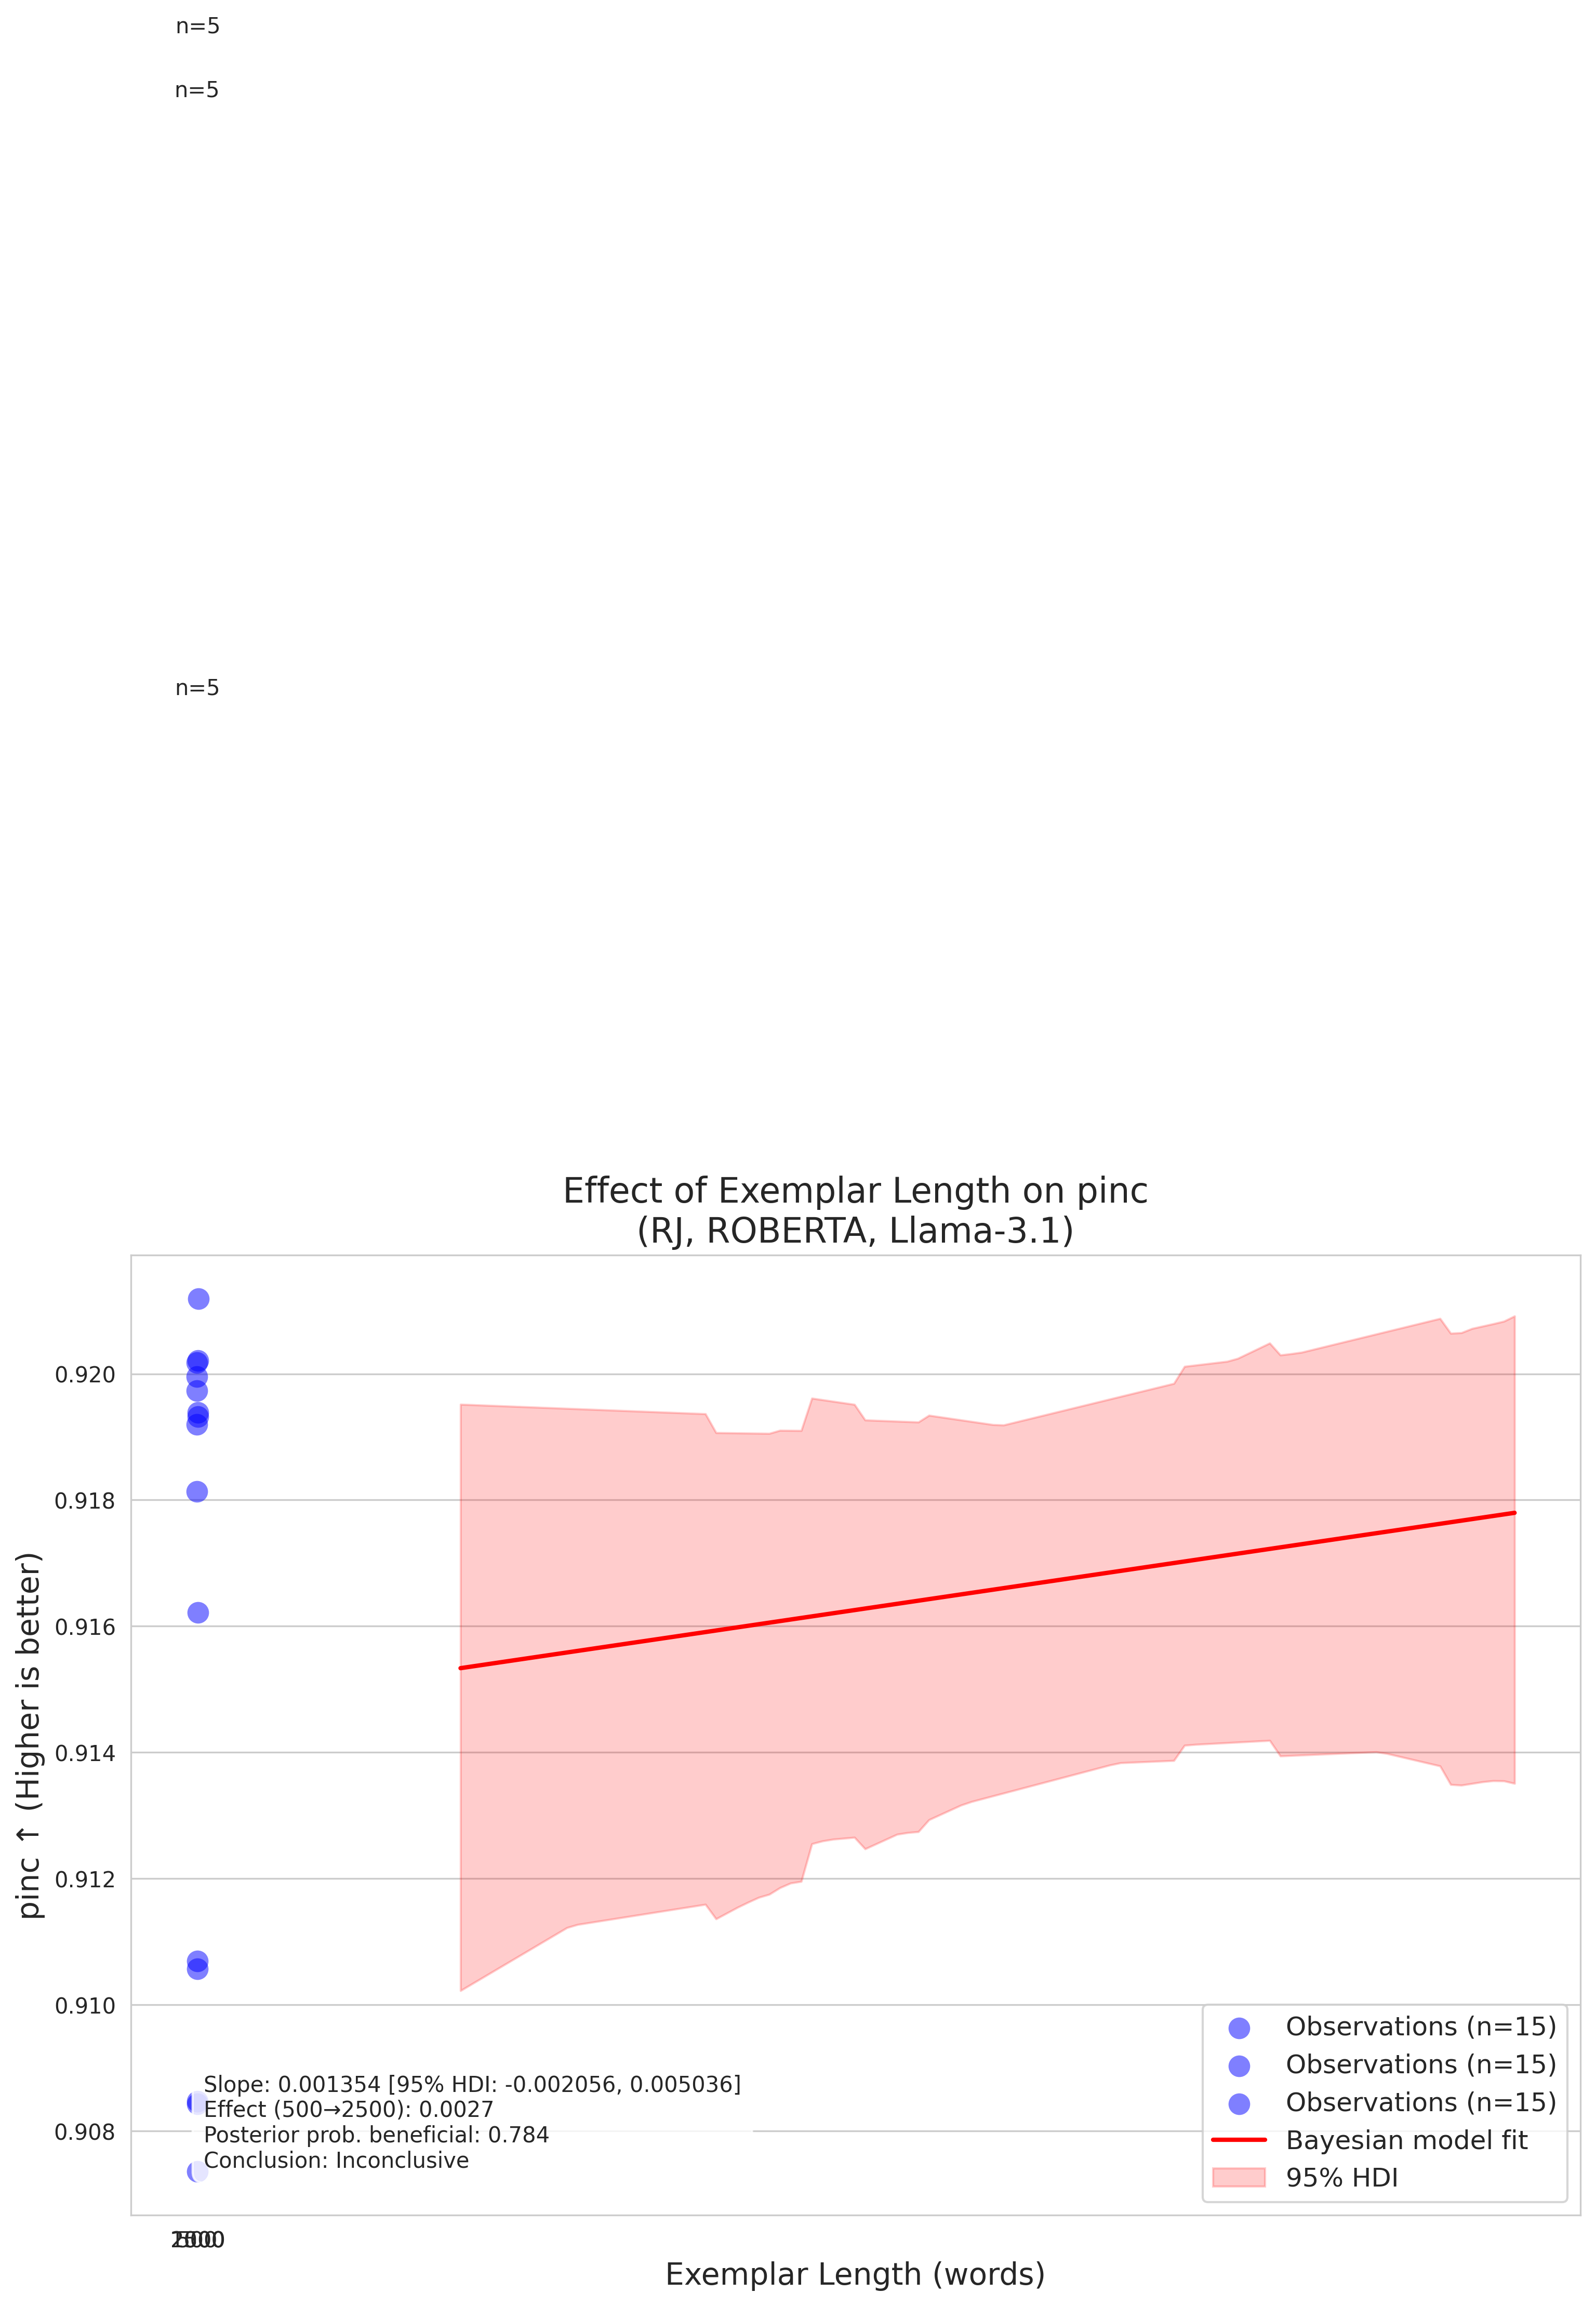 n=5
n=5
n=5
Effect of Exemplar Length on pinc
(RJ, ROBERTA, Llama-3.1)
pinc ↑ (Higher is better)
0.920
0.918
0.916
0.914
0.912
0.910
0.908
Slope: 0.001354 [95% HDI: -0.002056, 0.005036]
Effect (500→2500): 0.0027
Posterior prob. beneficial: 0.784
Conclusion: Inconclusive
Observations (n=15)
Observations (n=15)
Observations (n=15)
Bayesian model fit
95% HDI
Exemplar Length (words)